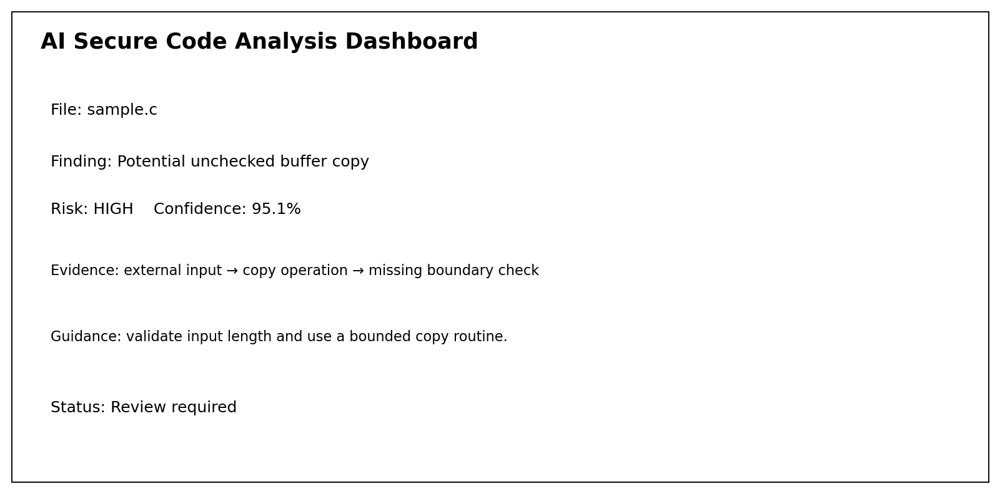 AI Secure Code Analysis Dashboard
File: sample.c
Finding: Potential unchecked buffer copy
Risk: HIGH    Confidence: 95.1%
Evidence: external input → copy operation → missing boundary check
Guidance: validate input length and use a bounded copy routine.
Status: Review required